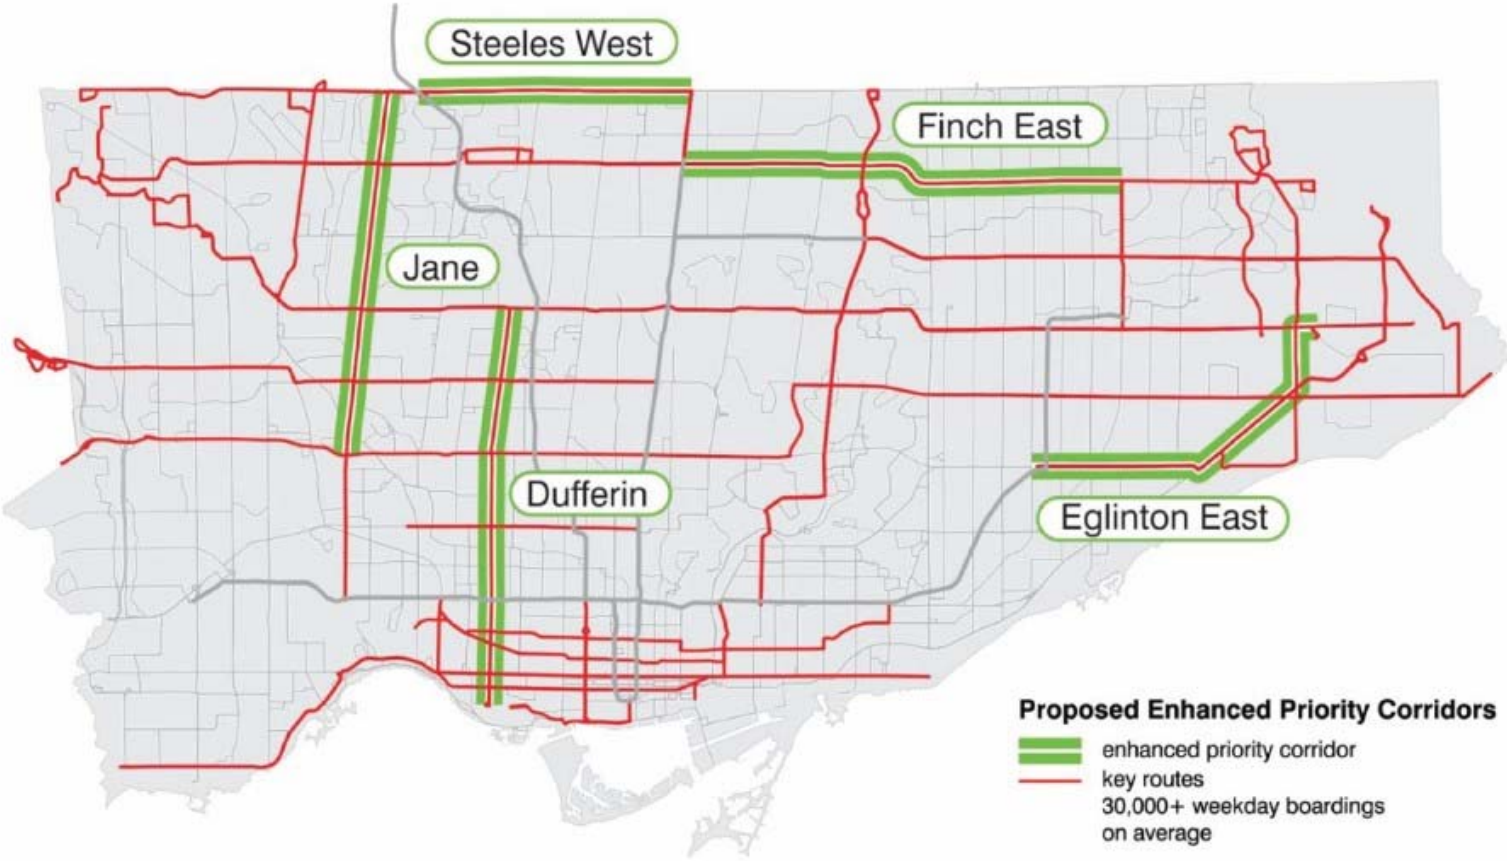 Steeles West
Finch East
Jane
Dufferin
Eglinton East
Proposed Enhanced Priority Corridors
enhanced priority corridor
key routes
30,000+ weekday boardings
on average